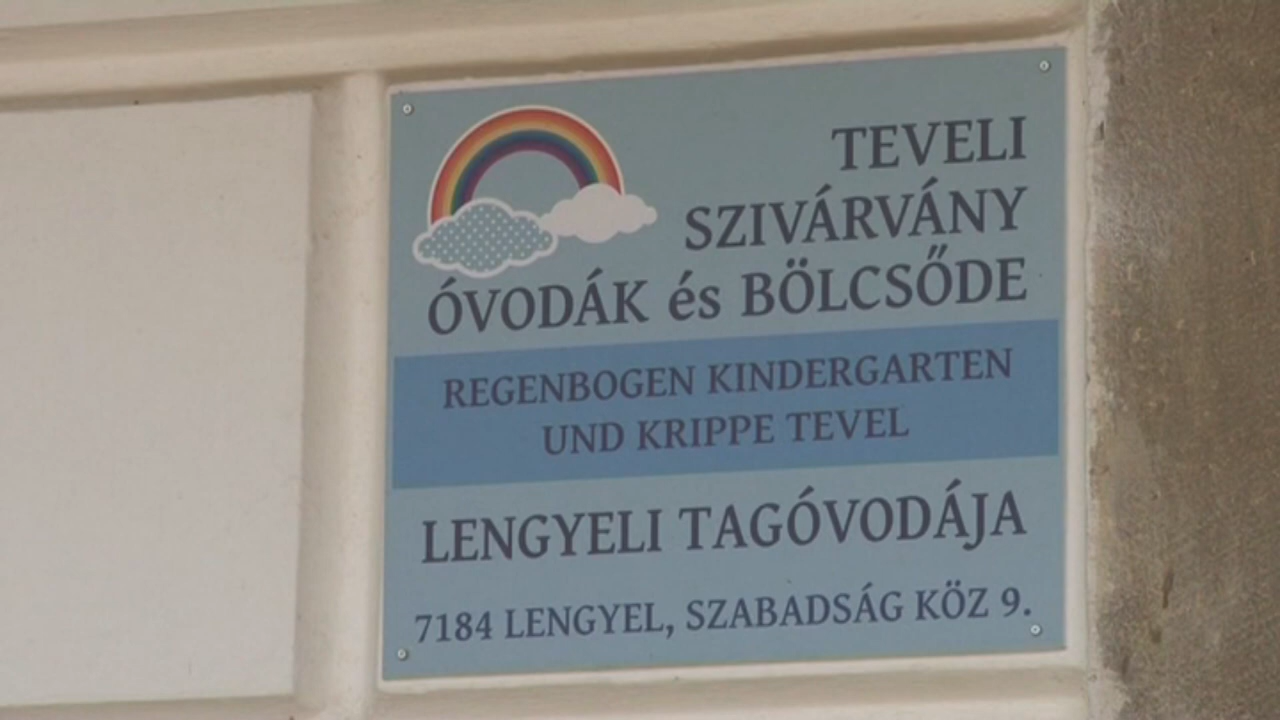 TEVELI
SZIVÁRVÁNY
ÓVODÁK és BÖLCSŐDE
REGENBOGEN KINDERGARTEN
UND KRIPPE TEVEL
LENGYELI TAGÓVODÁJA
7184 LENGYEL, SZABADSÁG KÖZ 9.